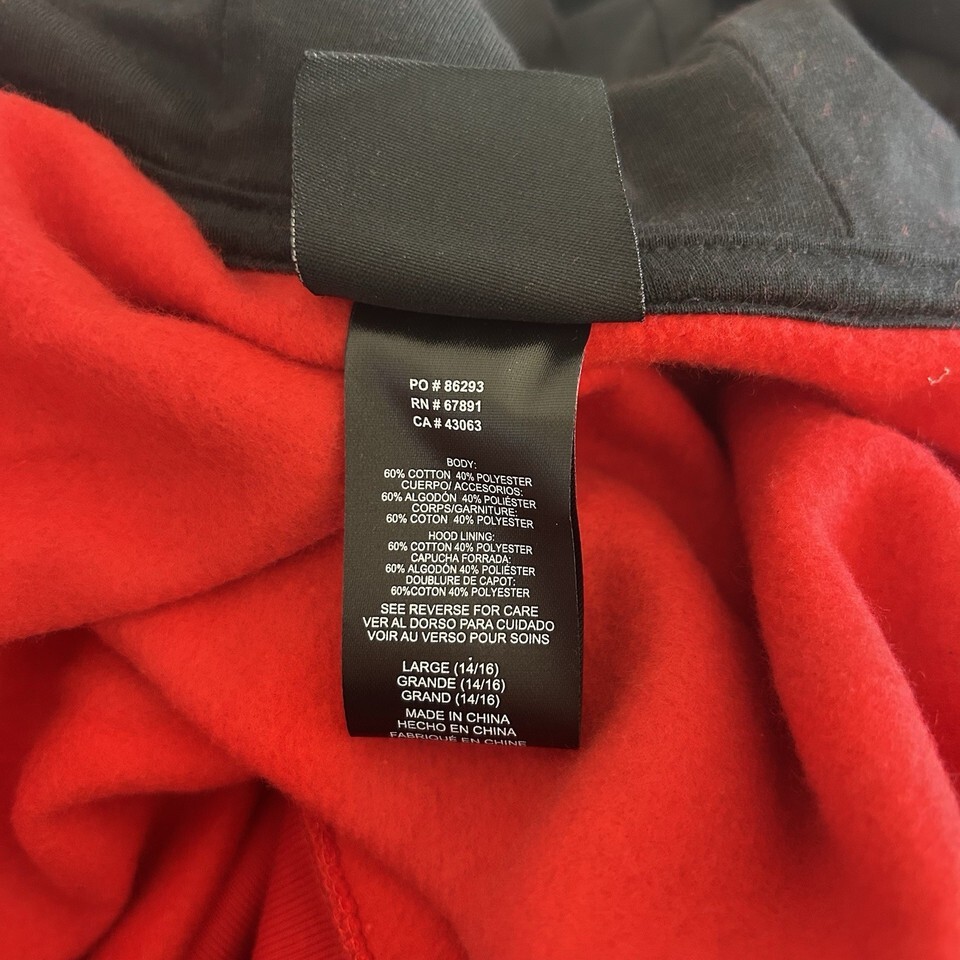 PO # 86293
RN # 67891
CA # 43063
BODY:
60% COTTON 40% POLYESTER
CUERPO/ ACCESORIOS:
60% ALGODÓN 40% POLIÉSTER
CORPS/GARNITURE:
60% COTON 40% POLYESTER
HOOD LINING:
60% COTTON 40% POLYESTER
CAPUCHA FORRADA:
60% ALGODÓN 40% POLIÉSTER
DOUBLURE DE CAPOT:
60%COTON 40% POLYESTER
SEE REVERSE FOR CARE
VER AL DORSO PARA CUIDADO
VOIR AU VERSO POUR SOINS
LARGE (14/16)
GRANDE (14/16)
GRAND (14/16)
MADE IN CHINA
HECHO EN CHINA
FABRIQUÉ EN CHINE